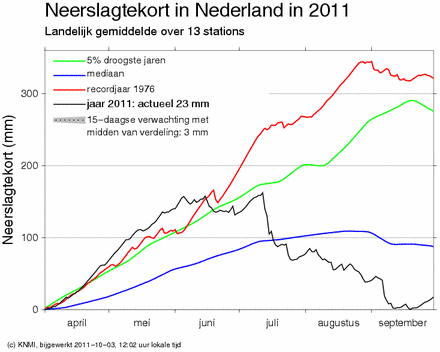 Neerslagtekort in Nederland in 2011
Landelijk gemiddelde over 13 stations
5% droogste jaren
mediaan
recordjaar 1976
jaar 2011: actueel 23 mm
15-daagse verwachting met
midden van verdeling: 3 mm
Neerslagtekort (mm)
300
200
100
0
april mei juni juli augustus september
(c) KNMI, bijgewerkt 2011-10-03, 12:02 uur lokale tijd